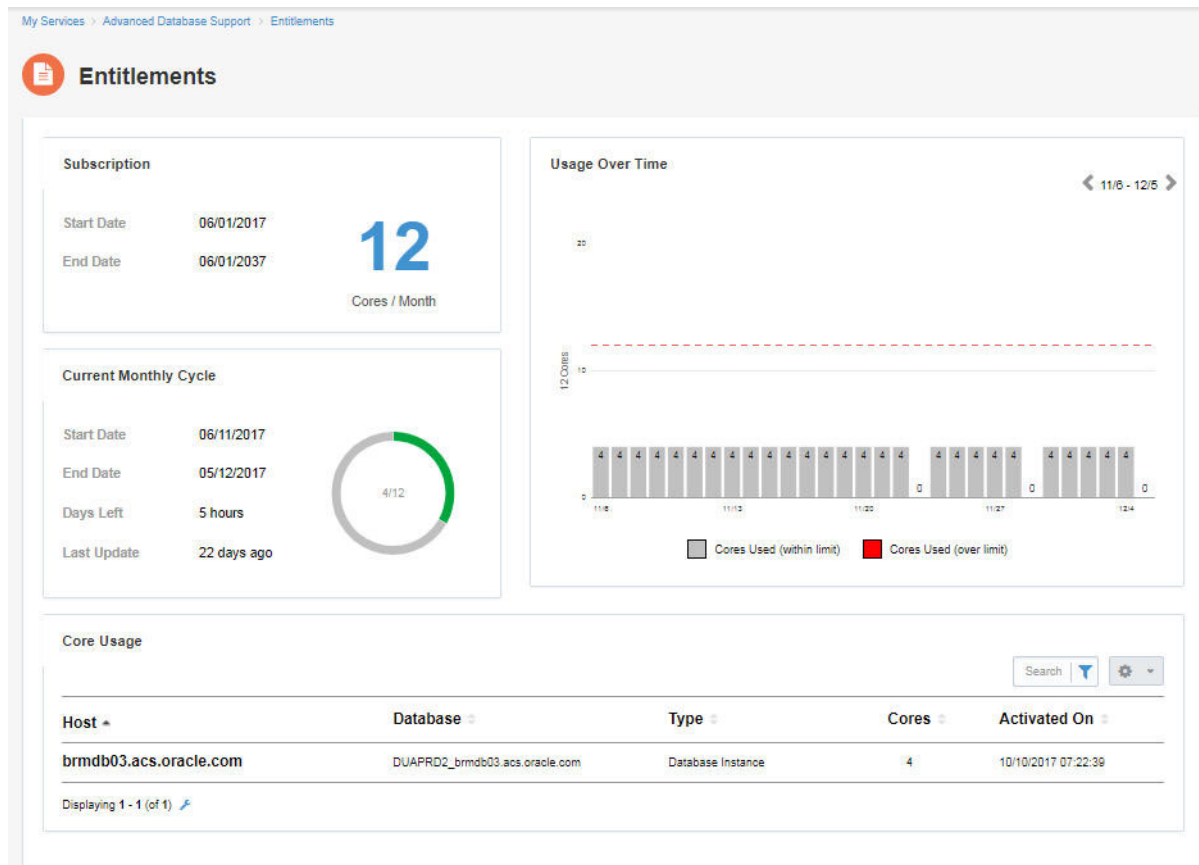 My Services > Advanced Database Support > Entitlements
Entitlements
Subscription
Start Date 06/01/2017
End Date 06/01/2037
12
Cores / Month
Current Monthly Cycle
Start Date 06/11/2017
End Date 05/12/2017
Days Left 5 hours
Last Update 22 days ago
4/12
Usage Over Time
11/6 - 12/5
20
12 Cores
10
4 4 4 4 4 4 4 4 4 4 4 4 4 4 4 4 4 0 4 4 4 4 4 0 4 4 4 4 4 0
0
11/6 11/13 11/20 11/27 12/4
Cores Used (within limit) Cores Used (over limit)
Core Usage
Search
Host Database Type Cores Activated On
brmdb03.acs.oracle.com DUAPRD2_brmdb03.acs.oracle.com Database Instance 4 10/10/2017 07:22:39
Displaying 1 - 1 (of 1)